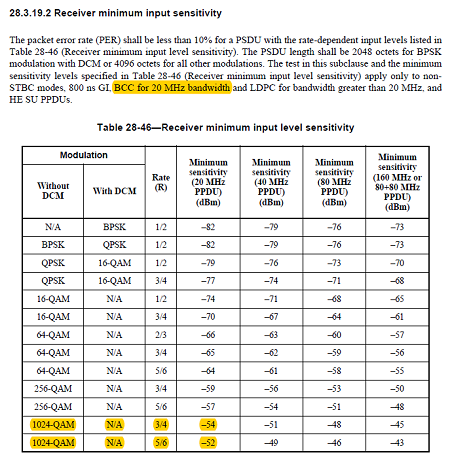 28.3.19.2 Receiver minimum input sensitivity
The packet error rate (PER) shall be less than 10% for a PSDU with the rate-dependent input levels listed in
Table 28-46 (Receiver minimum input level sensitivity). The PSDU length shall be 2048 octets for BPSK
modulation with DCM or 4096 octets for all other modulations. The test in this subclause and the minimum
sensitivity levels specified in Table 28-46 (Receiver minimum input level sensitivity) apply only to non-
STBC modes, 800 ns GI, BCC for 20 MHz bandwidth and LDPC for bandwidth greater than 20 MHz, and
HE SU PPDUs.
Table 28-46—Receiver minimum input level sensitivity
Modulation
Without DCM
With DCM
Rate (R)
Minimum sensitivity (20 MHz PPDU) (dBm)
Minimum sensitivity (40 MHz PPDU) (dBm)
Minimum sensitivity (80 MHz PPDU) (dBm)
Minimum sensitivity (160 MHz or 80+80 MHz PPDU) (dBm)
N/A BPSK 1/2 –82 –79 –76 –73
BPSK QPSK 1/2 –82 –79 –76 –73
QPSK 16-QAM 1/2 –79 –76 –73 –70
QPSK 16-QAM 3/4 –77 –74 –71 –68
16-QAM N/A 1/2 –74 –71 –68 –65
16-QAM N/A 3/4 –70 –67 –64 –61
64-QAM N/A 2/3 –66 –63 –60 –57
64-QAM N/A 3/4 –65 –62 –59 –56
64-QAM N/A 5/6 –64 –61 –58 –55
256-QAM N/A 3/4 –59 –56 –53 –50
256-QAM N/A 5/6 –57 –54 –51 –48
1024-QAM N/A 3/4 –54 –51 –48 –45
1024-QAM N/A 5/6 –52 –49 –46 –43